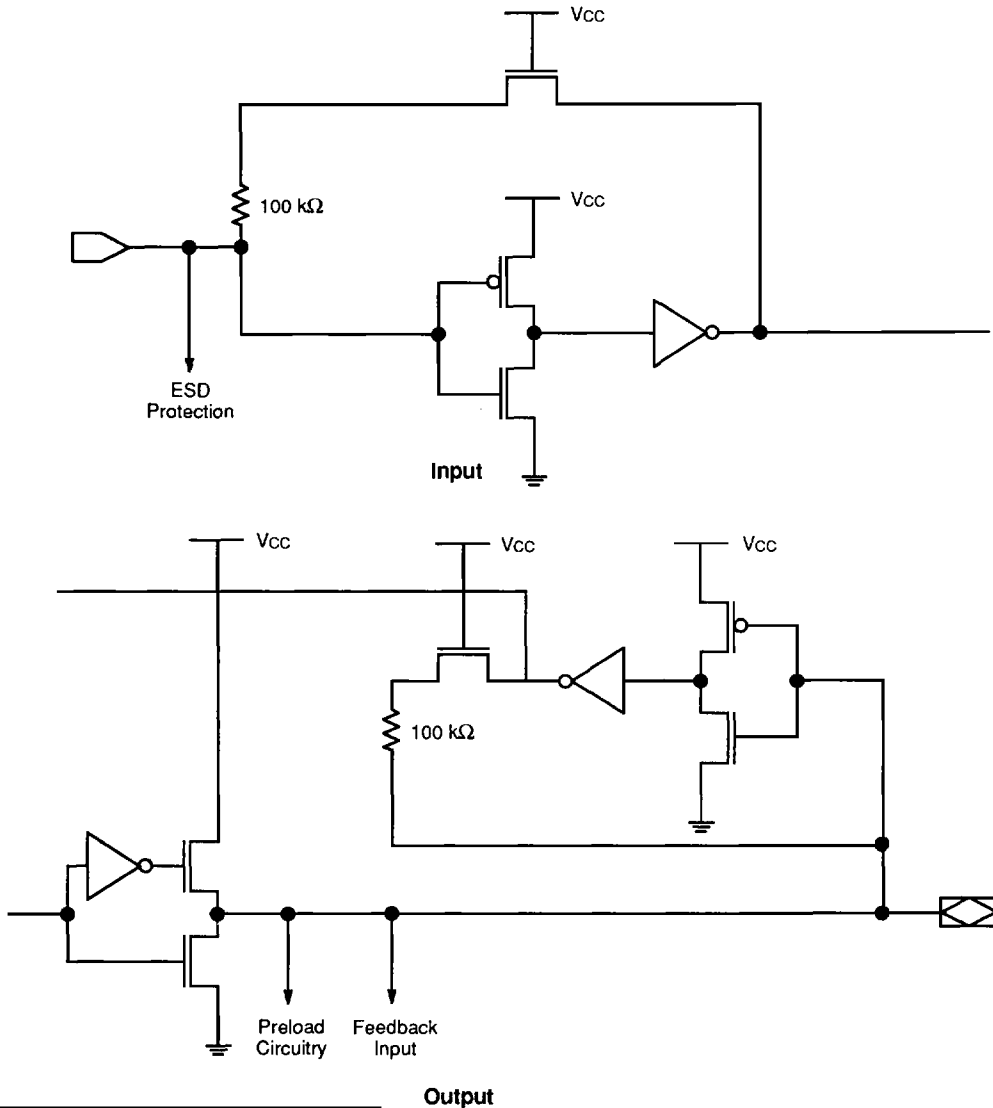 VCC
100 kΩ
VCC
ESD
Protection
Input
VCC
VCC
VCC
100 kΩ
Preload
Circuitry
Feedback
Input
Output